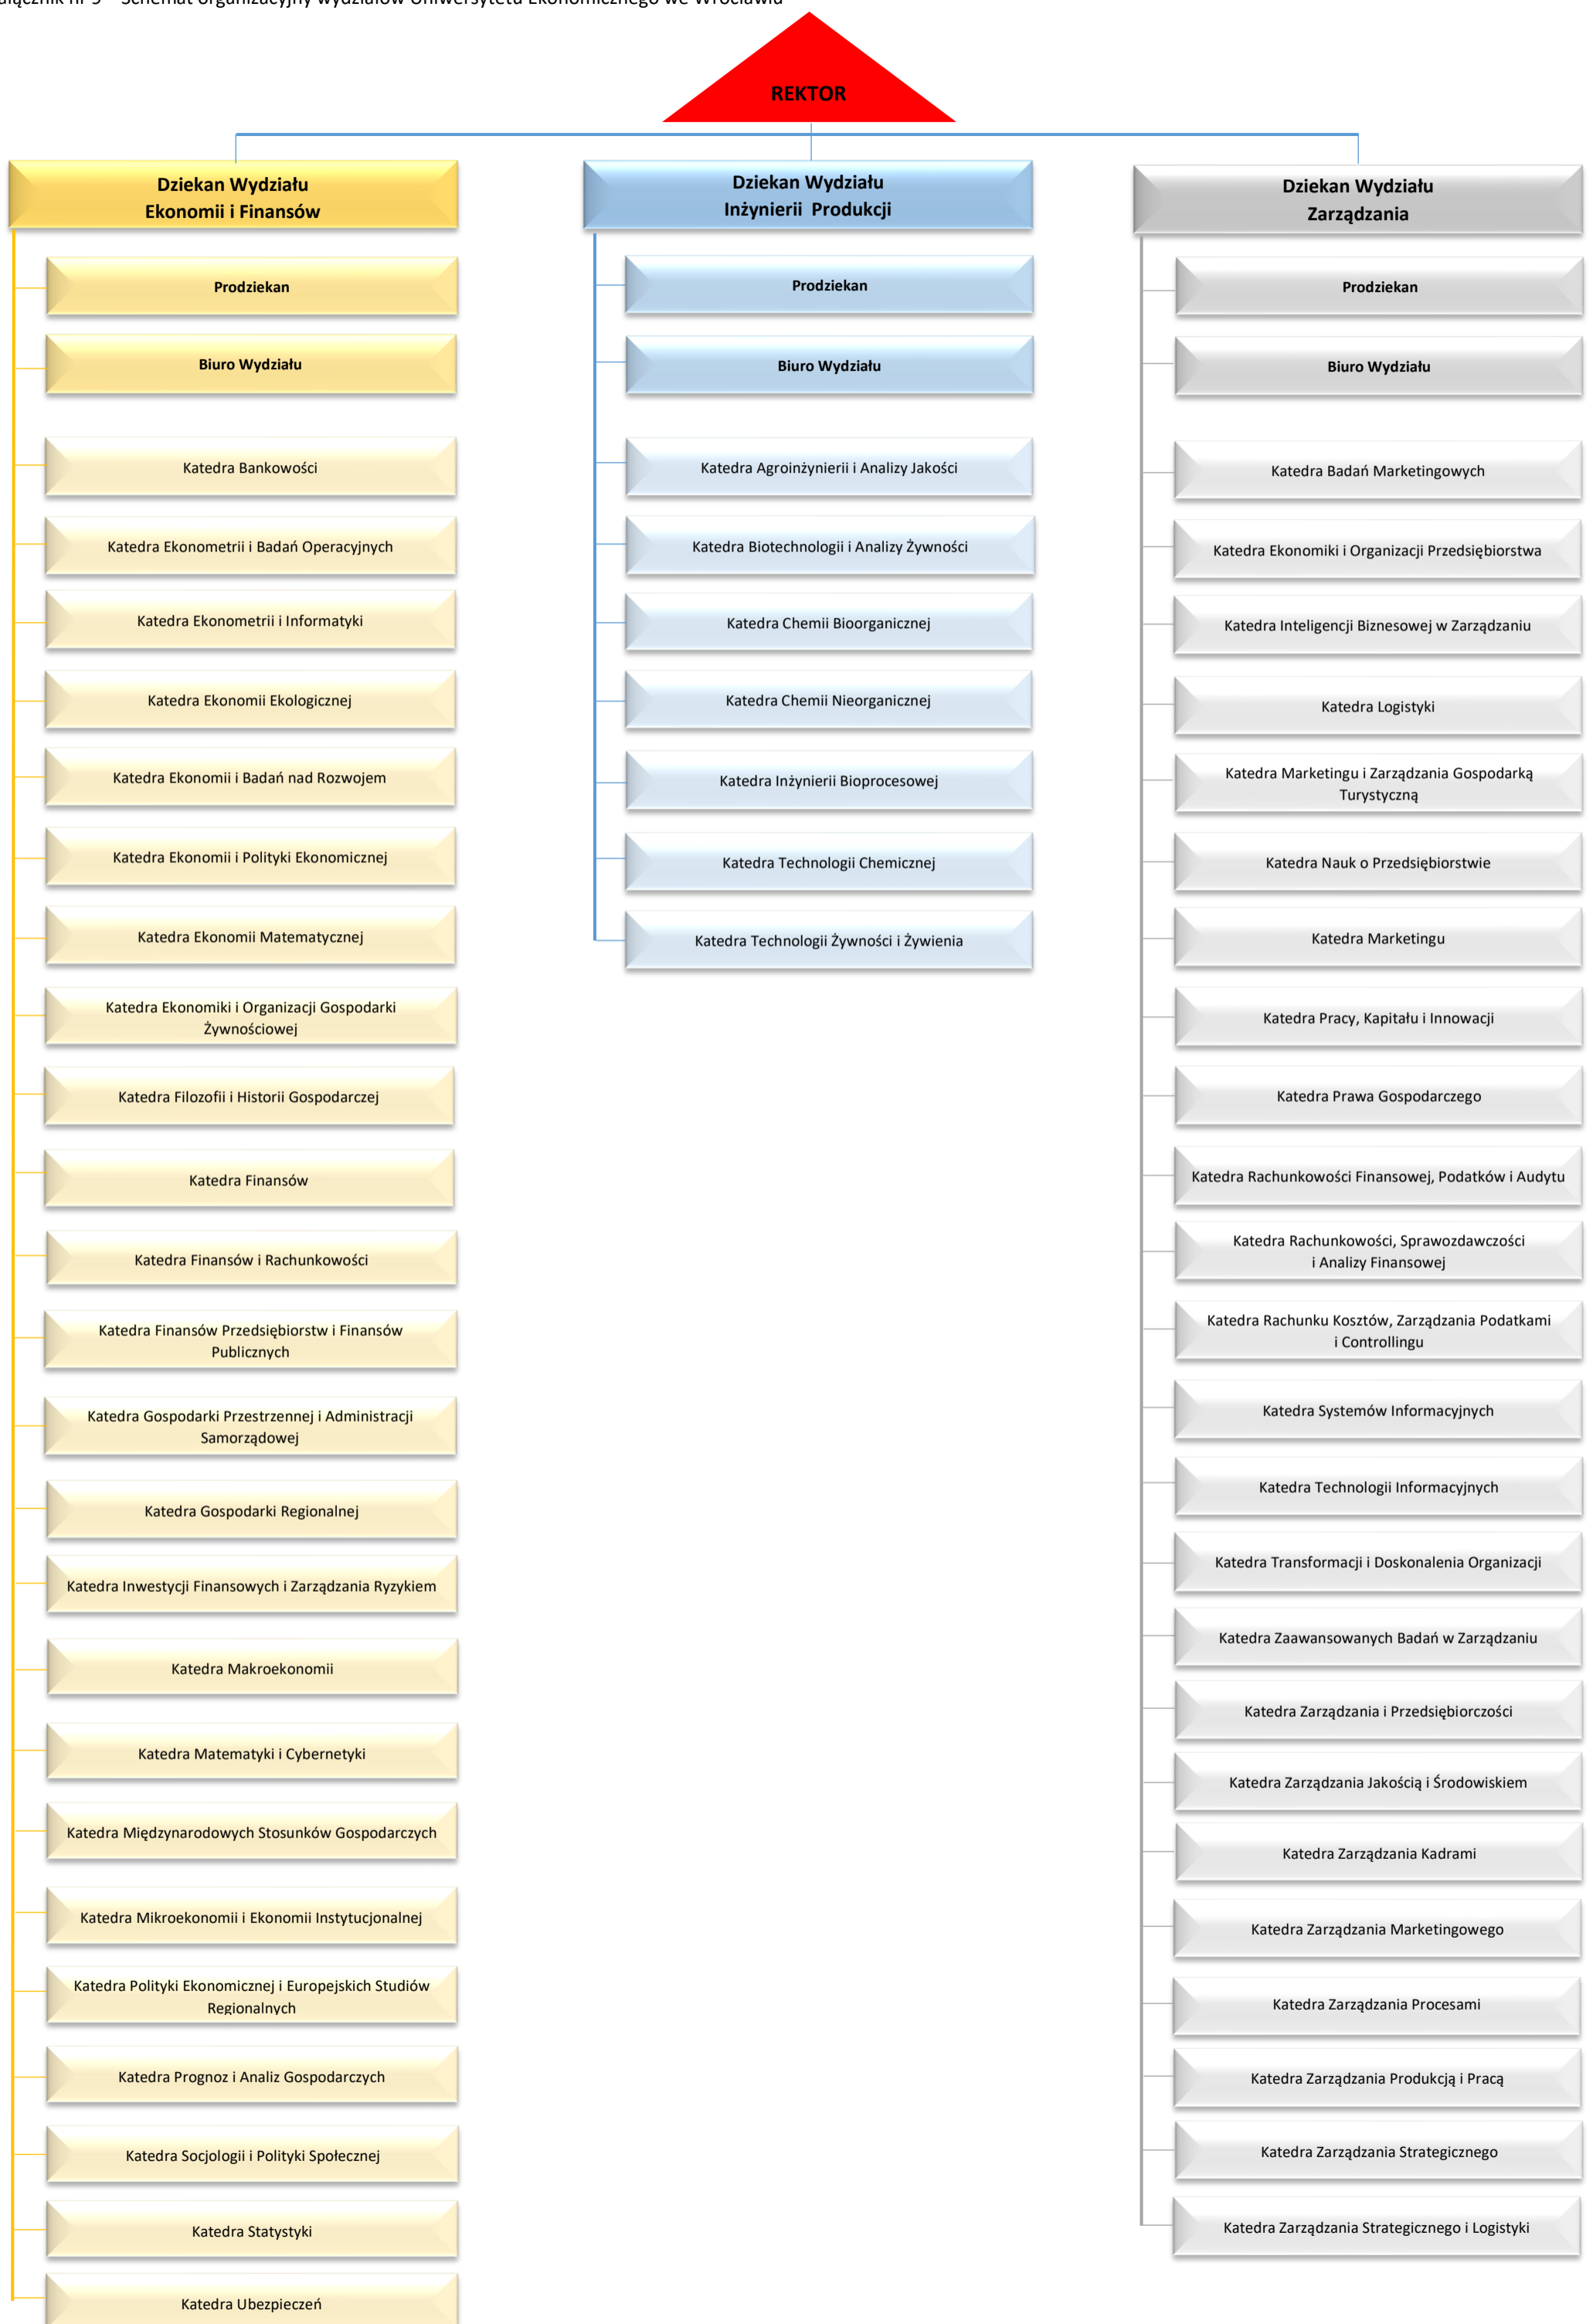 Załącznik nr 9 – Schemat organizacyjny wydziałów Uniwersytetu Ekonomicznego we Wrocławiu
REKTOR
Dziekan Wydziału
Ekonomii i Finansów
Prodziekan
Biuro Wydziału
Katedra Bankowości
Katedra Ekonometrii i Badań Operacyjnych
Katedra Ekonometrii i Informatyki
Katedra Ekonomii Ekologicznej
Katedra Ekonomii i Badań nad Rozwojem
Katedra Ekonomii i Polityki Ekonomicznej
Katedra Ekonomii Matematycznej
Katedra Ekonomiki i Organizacji Gospodarki
Żywnościowej
Katedra Filozofii i Historii Gospodarczej
Katedra Finansów
Katedra Finansów i Rachunkowości
Katedra Finansów Przedsiębiorstw i Finansów
Publicznych
Katedra Gospodarki Przestrzennej i Administracji
Samorządowej
Katedra Gospodarki Regionalnej
Katedra Inwestycji Finansowych i Zarządzania Ryzykiem
Katedra Makroekonomii
Katedra Matematyki i Cybernetyki
Katedra Międzynarodowych Stosunków Gospodarczych
Katedra Mikroekonomii i Ekonomii Instytucjonalnej
Katedra Polityki Ekonomicznej i Europejskich Studiów
Regionalnych
Katedra Prognoz i Analiz Gospodarczych
Katedra Socjologii i Polityki Społecznej
Katedra Statystyki
Katedra Ubezpieczeń
Dziekan Wydziału
Inżynierii Produkcji
Prodziekan
Biuro Wydziału
Katedra Agroinżynierii i Analizy Jakości
Katedra Biotechnologii i Analizy Żywności
Katedra Chemii Bioorganicznej
Katedra Chemii Nieorganicznej
Katedra Inżynierii Bioprocesowej
Katedra Technologii Chemicznej
Katedra Technologii Żywności i Żywienia
Dziekan Wydziału
Zarządzania
Prodziekan
Biuro Wydziału
Katedra Badań Marketingowych
Katedra Ekonomiki i Organizacji Przedsiębiorstwa
Katedra Inteligencji Biznesowej w Zarządzaniu
Katedra Logistyki
Katedra Marketingu i Zarządzania Gospodarką
Turystyczną
Katedra Nauk o Przedsiębiorstwie
Katedra Marketingu
Katedra Pracy, Kapitału i Innowacji
Katedra Prawa Gospodarczego
Katedra Rachunkowości Finansowej, Podatków i Audytu
Katedra Rachunkowości, Sprawozdawczości
i Analizy Finansowej
Katedra Rachunku Kosztów, Zarządzania Podatkami
i Controllingu
Katedra Systemów Informacyjnych
Katedra Technologii Informacyjnych
Katedra Transformacji i Doskonalenia Organizacji
Katedra Zaawansowanych Badań w Zarządzaniu
Katedra Zarządzania i Przedsiębiorczości
Katedra Zarządzania Jakością i Środowiskiem
Katedra Zarządzania Kadrami
Katedra Zarządzania Marketingowego
Katedra Zarządzania Procesami
Katedra Zarządzania Produkcją i Pracą
Katedra Zarządzania Strategicznego
Katedra Zarządzania Strategicznego i Logistyki